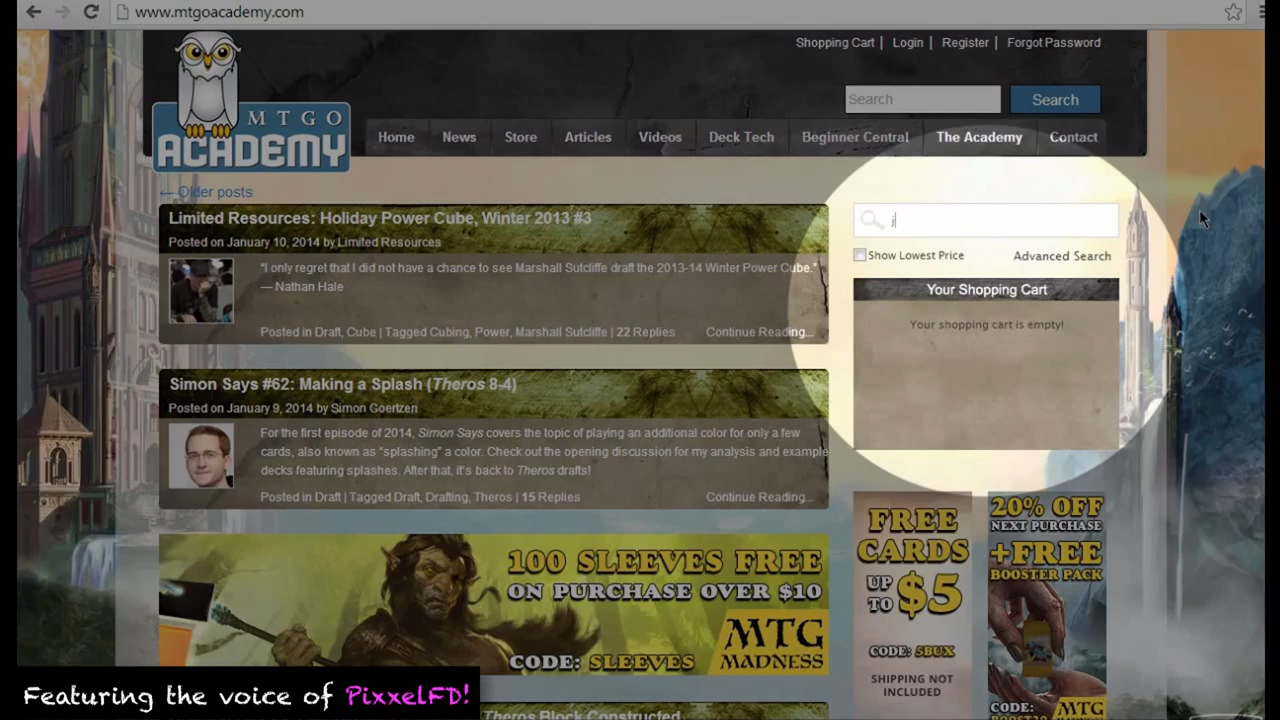 www.mtgoacademy.com
Shopping Cart | Login | Register | Forgot Password
MTGO
ACADEMY
Search
Search
Home News Store Articles Videos Deck Tech Beginner Central The Academy Contact
← Older posts
Limited Resources: Holiday Power Cube, Winter 2013 #3
Posted on January 10, 2014 by Limited Resources
"I only regret that I did not have a chance to see Marshall Sutcliffe draft the 2013-14 Winter Power Cube."
— Nathan Hale
Posted in Draft, Cube | Tagged Cubing, Power, Marshall Sutcliffe | 22 Replies
Continue Reading...
j
Show Lowest Price
Advanced Search
Your Shopping Cart
Your shopping cart is empty!
Simon Says #62: Making a Splash (Theros 8-4)
Posted on January 9, 2014 by Simon Goertzen
For the first episode of 2014, Simon Says covers the topic of playing an additional color for only a few
cards, also known as “splashing” a color. Check out the opening discussion for my analysis and example
decks featuring splashes. After that, it's back to Theros drafts!
Posted in Draft | Tagged Draft, Drafting, Theros | 15 Replies
Continue Reading...
100 SLEEVES FREE
ON PURCHASE OVER $10
CODE: SLEEVES
MTG
MADNESS
FREE
CARDS
UP
TO
$5
CODE: 5BUX
SHIPPING NOT
INCLUDED
20% OFF
NEXT PURCHASE
+FREE
BOOSTER PACK
CODE:
MTG
Featuring the voice of PixxelFD!
Theros Block Constructed